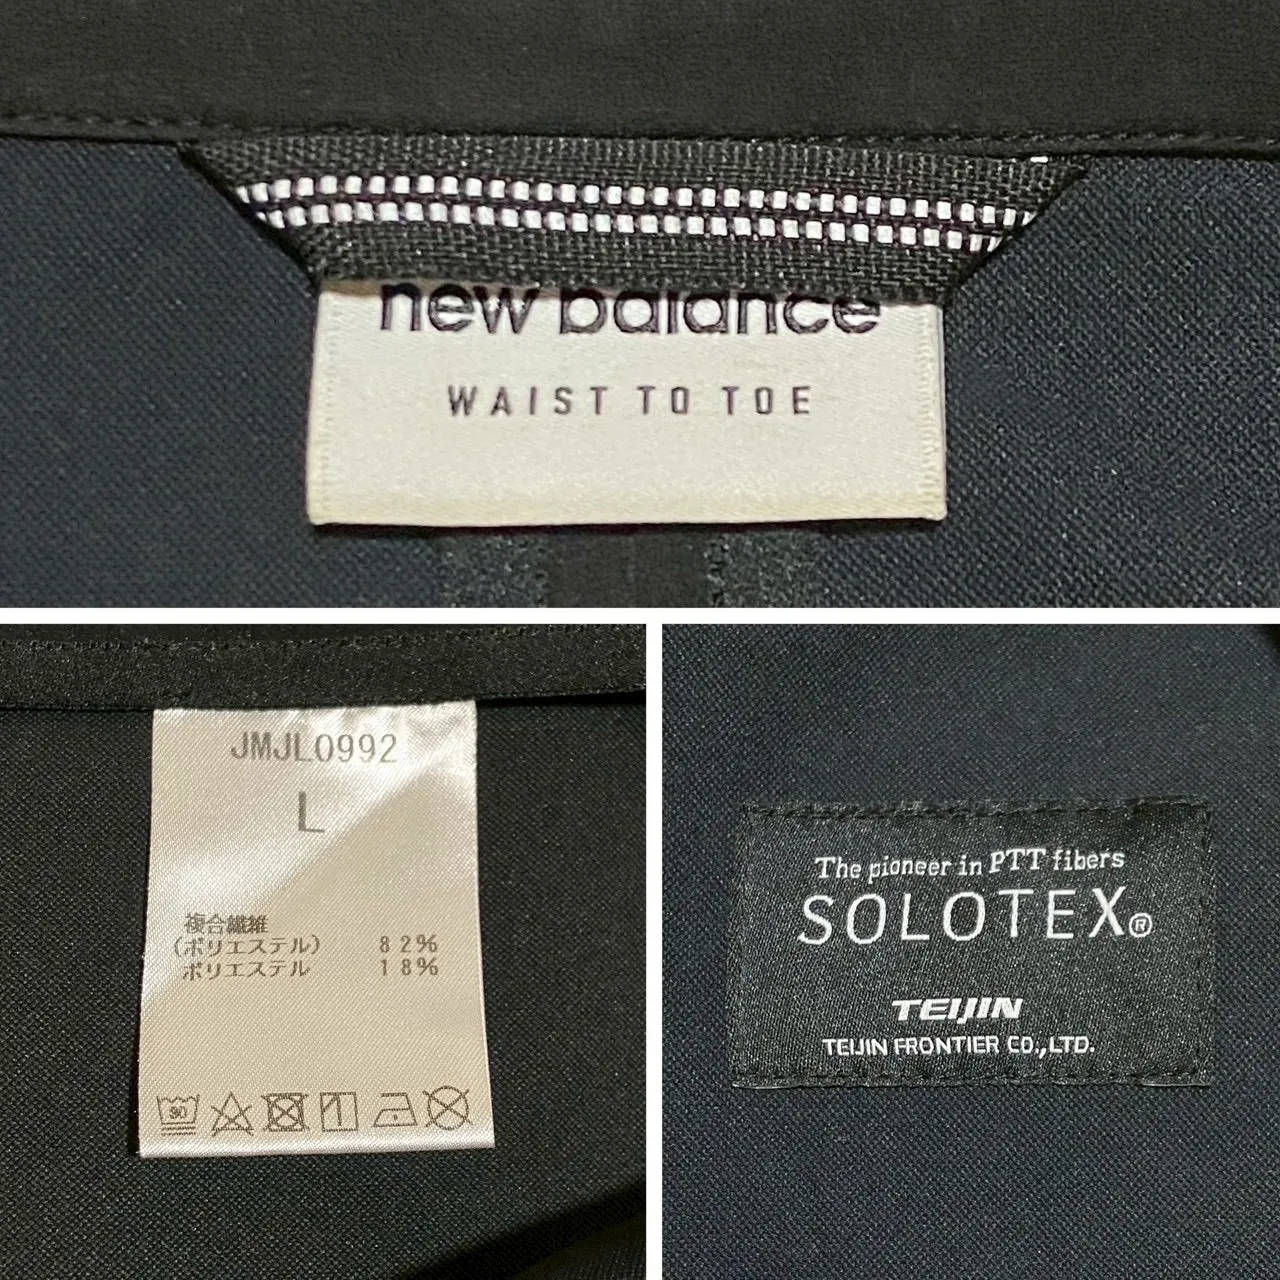 new balance
WAIST TO TOE
JMJL0992
L
複合繊維
(ポリエステル) 82%
ポリエステル 18%
30
The pioneer in PTT fibers
SOLOTEX®
TEIJIN
TEIJIN FRONTIER CO.,LTD.